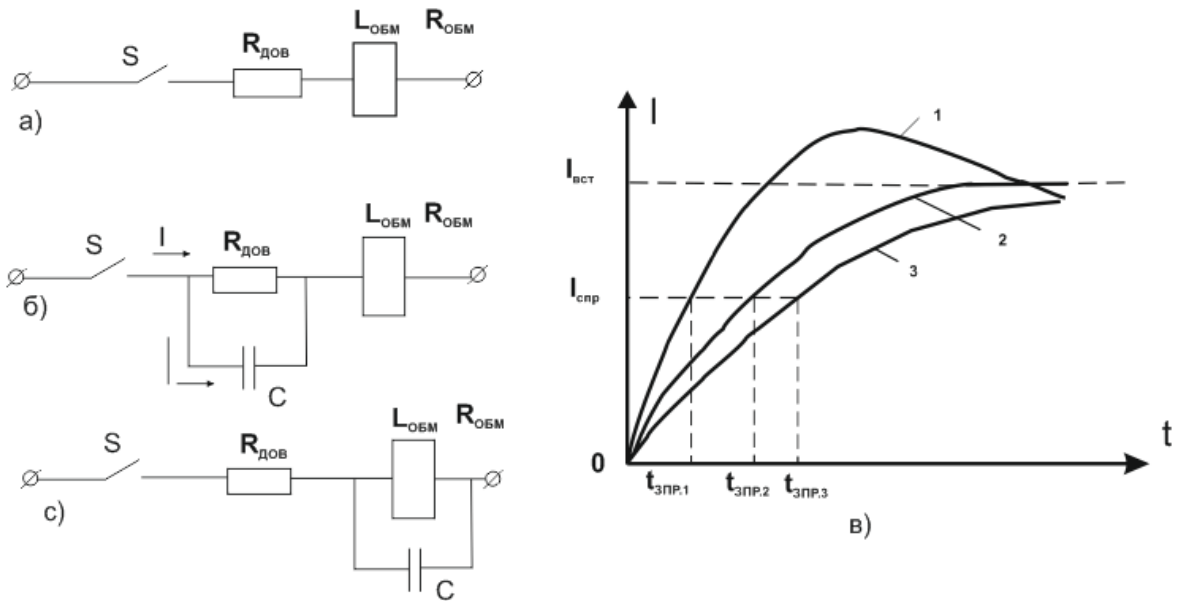 S
R ДОВ
L ОБМ R ОБМ
а)
S
I
R ДОВ
L ОБМ R ОБМ
б)
I
C
S
R ДОВ
L ОБМ R ОБМ
с)
C
I
1
I вст
2
3
I спр
0
t ЗПР.1 t ЗПР.2 t ЗПР.3
t
в)